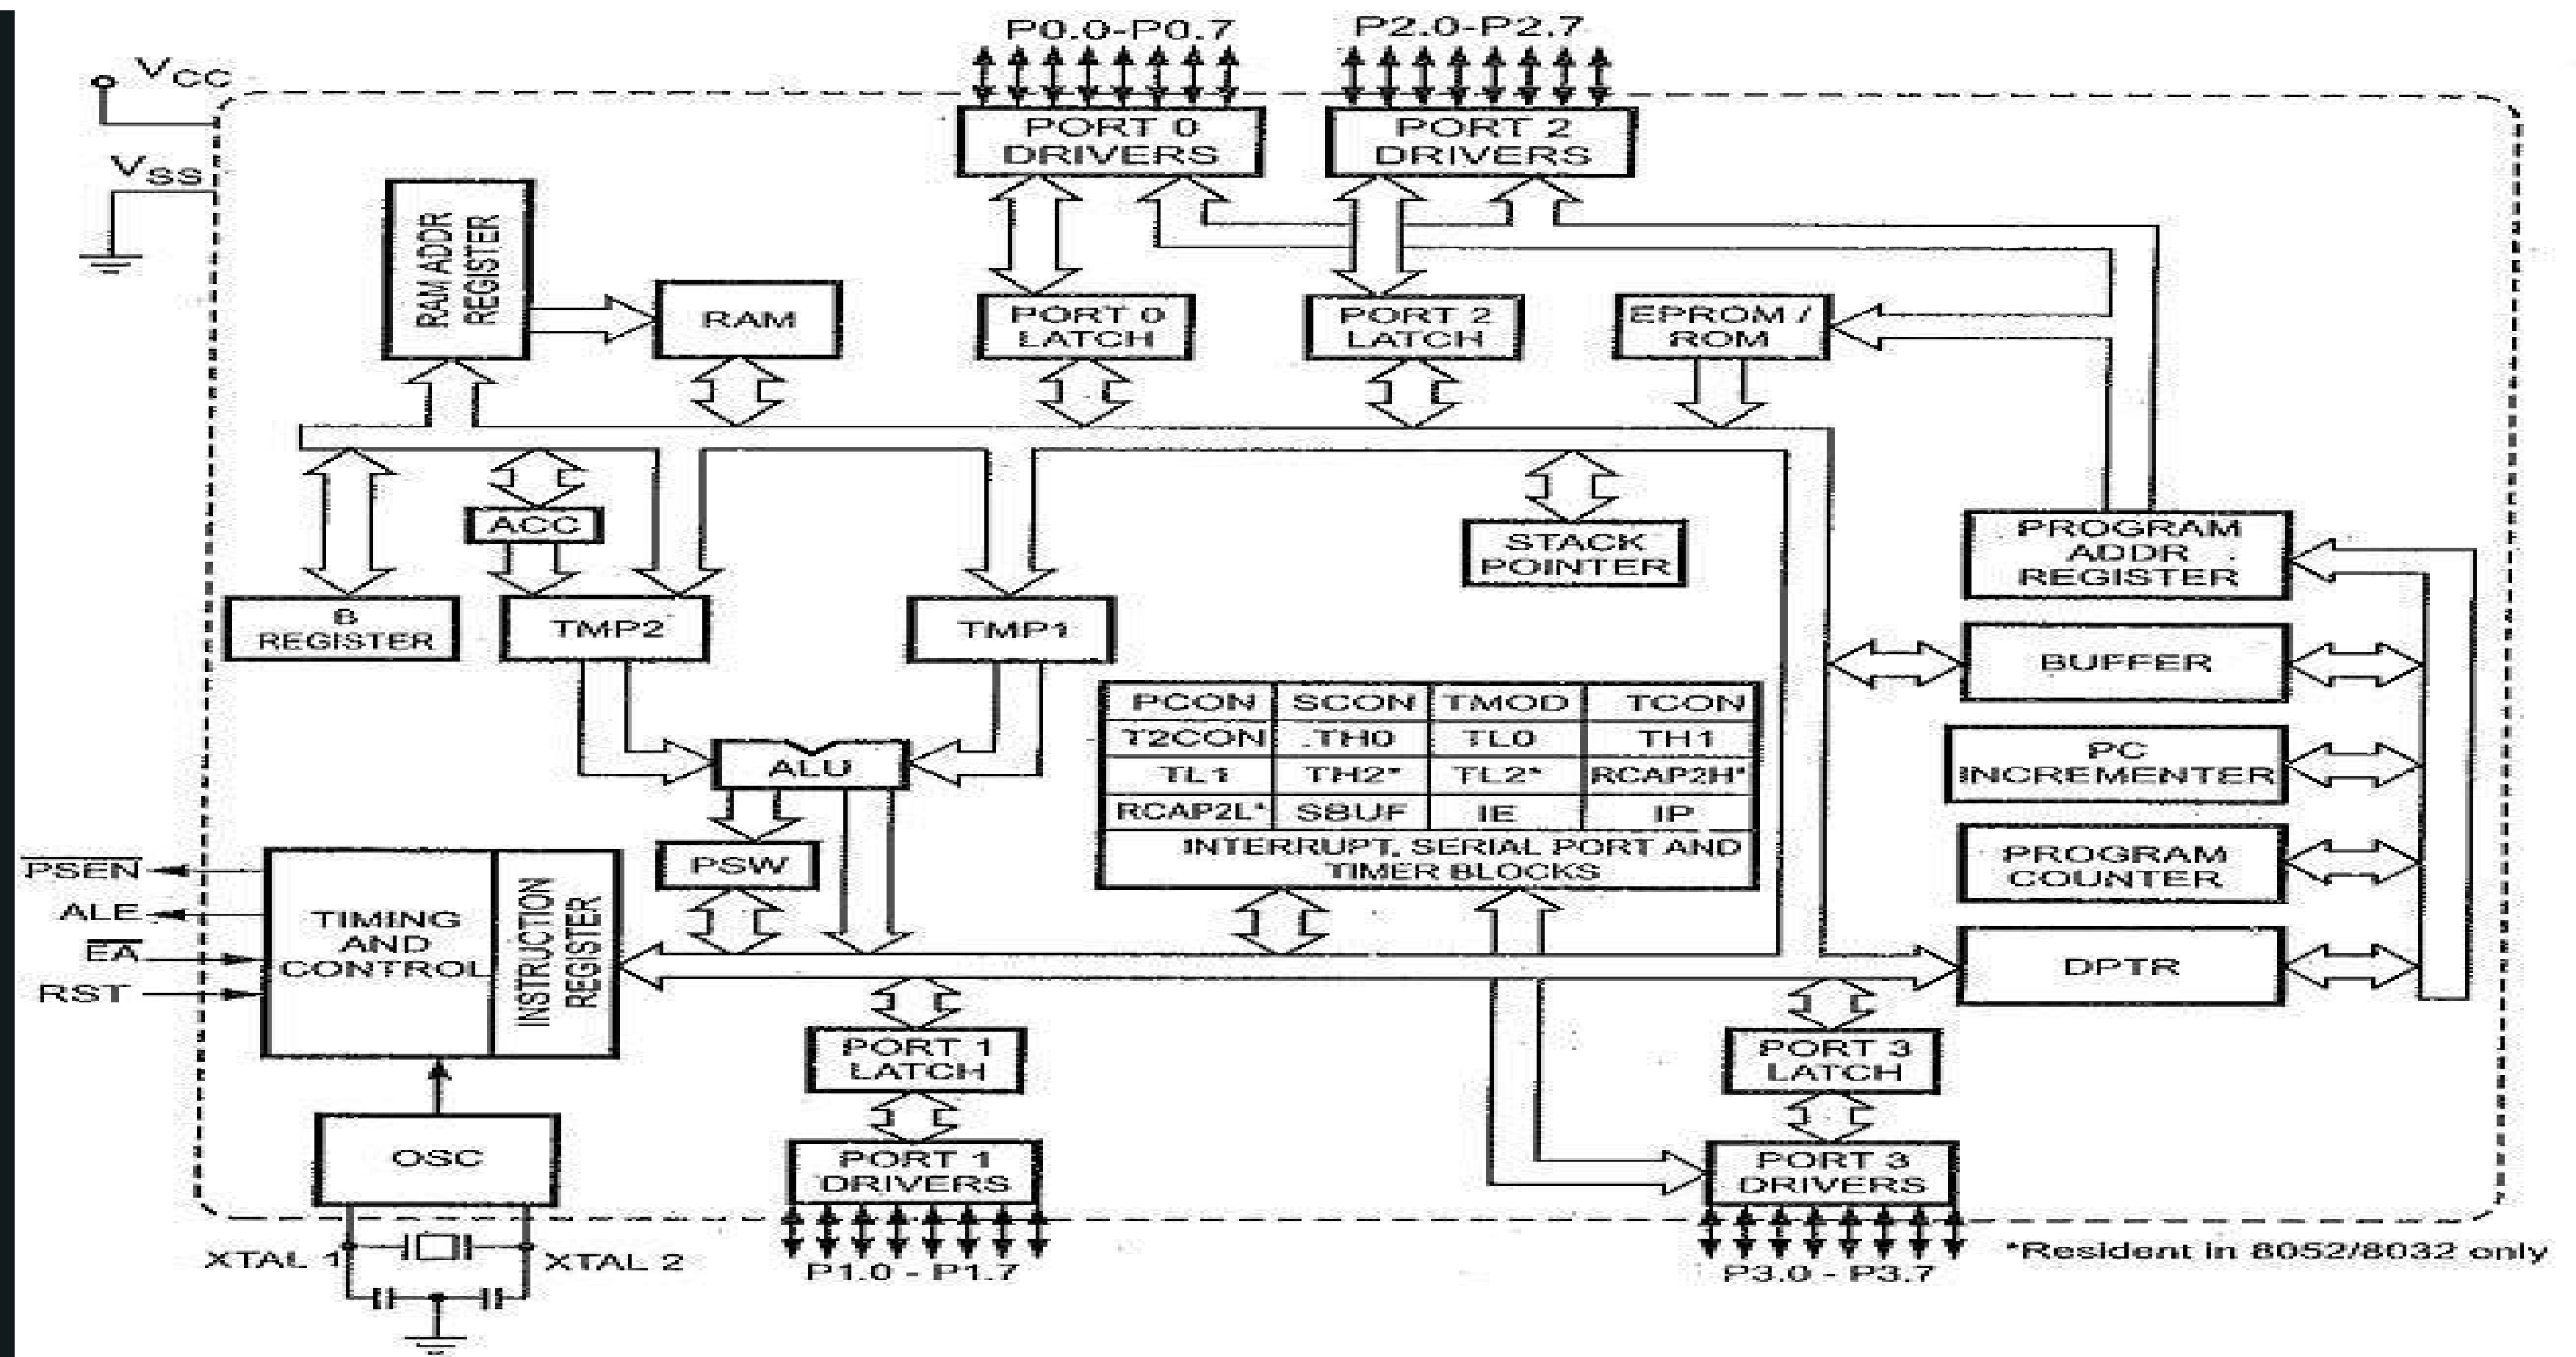 P0.0-P0.7
P2.0-P2.7
VCC
VSS
PORT 0
DRIVERS
PORT 2
DRIVERS
RAM ADDR
REGISTER
RAM
PORT 0
LATCH
PORT 2
LATCH
EPROM /
ROM
ACC
STACK
POINTER
PROGRAM
ADDR
REGISTER
B
REGISTER
TMP2
TMP1
BUFFER
PCON SCON TMOD TCON
T2CON TH0 TL0 TH1
TL1 TH2* TL2* RCAP2H*
RCAP2L* SBUF IE IP
INTERRUPT, SERIAL PORT AND
TIMER BLOCKS
ALU
PC
INCREMENTER
PSW
PROGRAM
COUNTER
PSEN
ALE
EA
RST
TIMING
AND
CONTROL
INSTRUCTION
REGISTER
DPTR
PORT 1
LATCH
PORT 3
LATCH
OSC
PORT 1
DRIVERS
PORT 3
DRIVERS
XTAL 1
XTAL 2
P1.0 - P1.7
P3.0 - P3.7
*Resident in 8052/8032 only